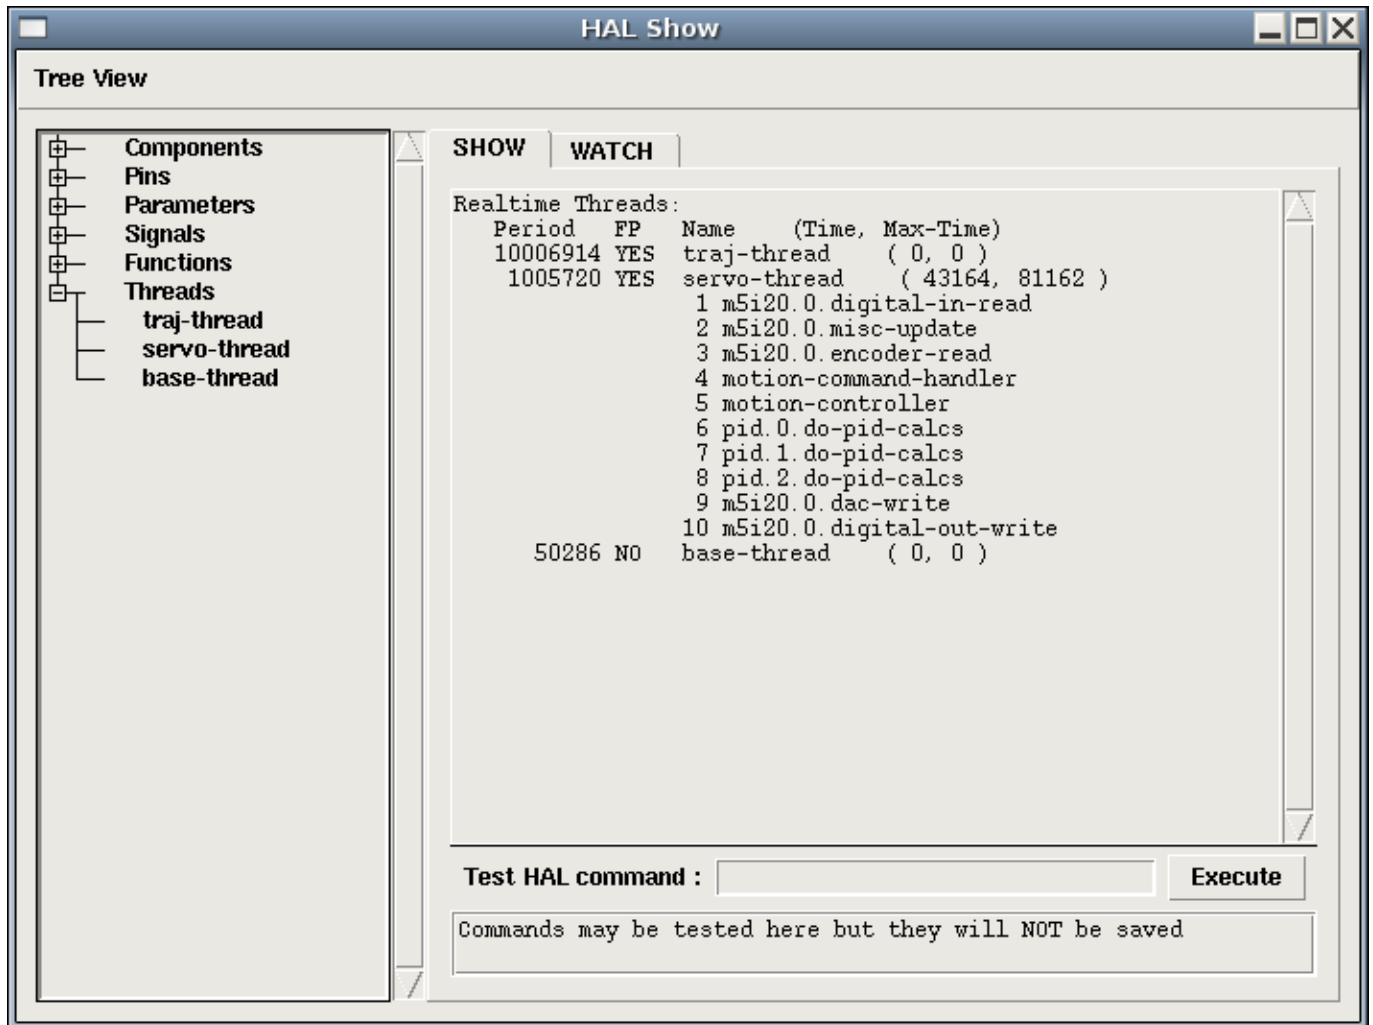 HAL Show
Tree View
Components
Pins
Parameters
Signals
Functions
Threads
traj-thread
servo-thread
base-thread
SHOW WATCH
Realtime Threads:
Period FP Name (Time, Max-Time)
10006914 YES traj-thread ( 0, 0 )
1005720 YES servo-thread ( 43164, 81162 )
1 m5i20.0.digital-in-read
2 m5i20.0.misc-update
3 m5i20.0.encoder-read
4 motion-command-handler
5 motion-controller
6 pid.0.do-pid-calcs
7 pid.1.do-pid-calcs
8 pid.2.do-pid-calcs
9 m5i20.0.dac-write
10 m5i20.0.digital-out-write
50286 NO base-thread ( 0, 0 )
Test HAL command : Execute
Commands may be tested here but they will NOT be saved